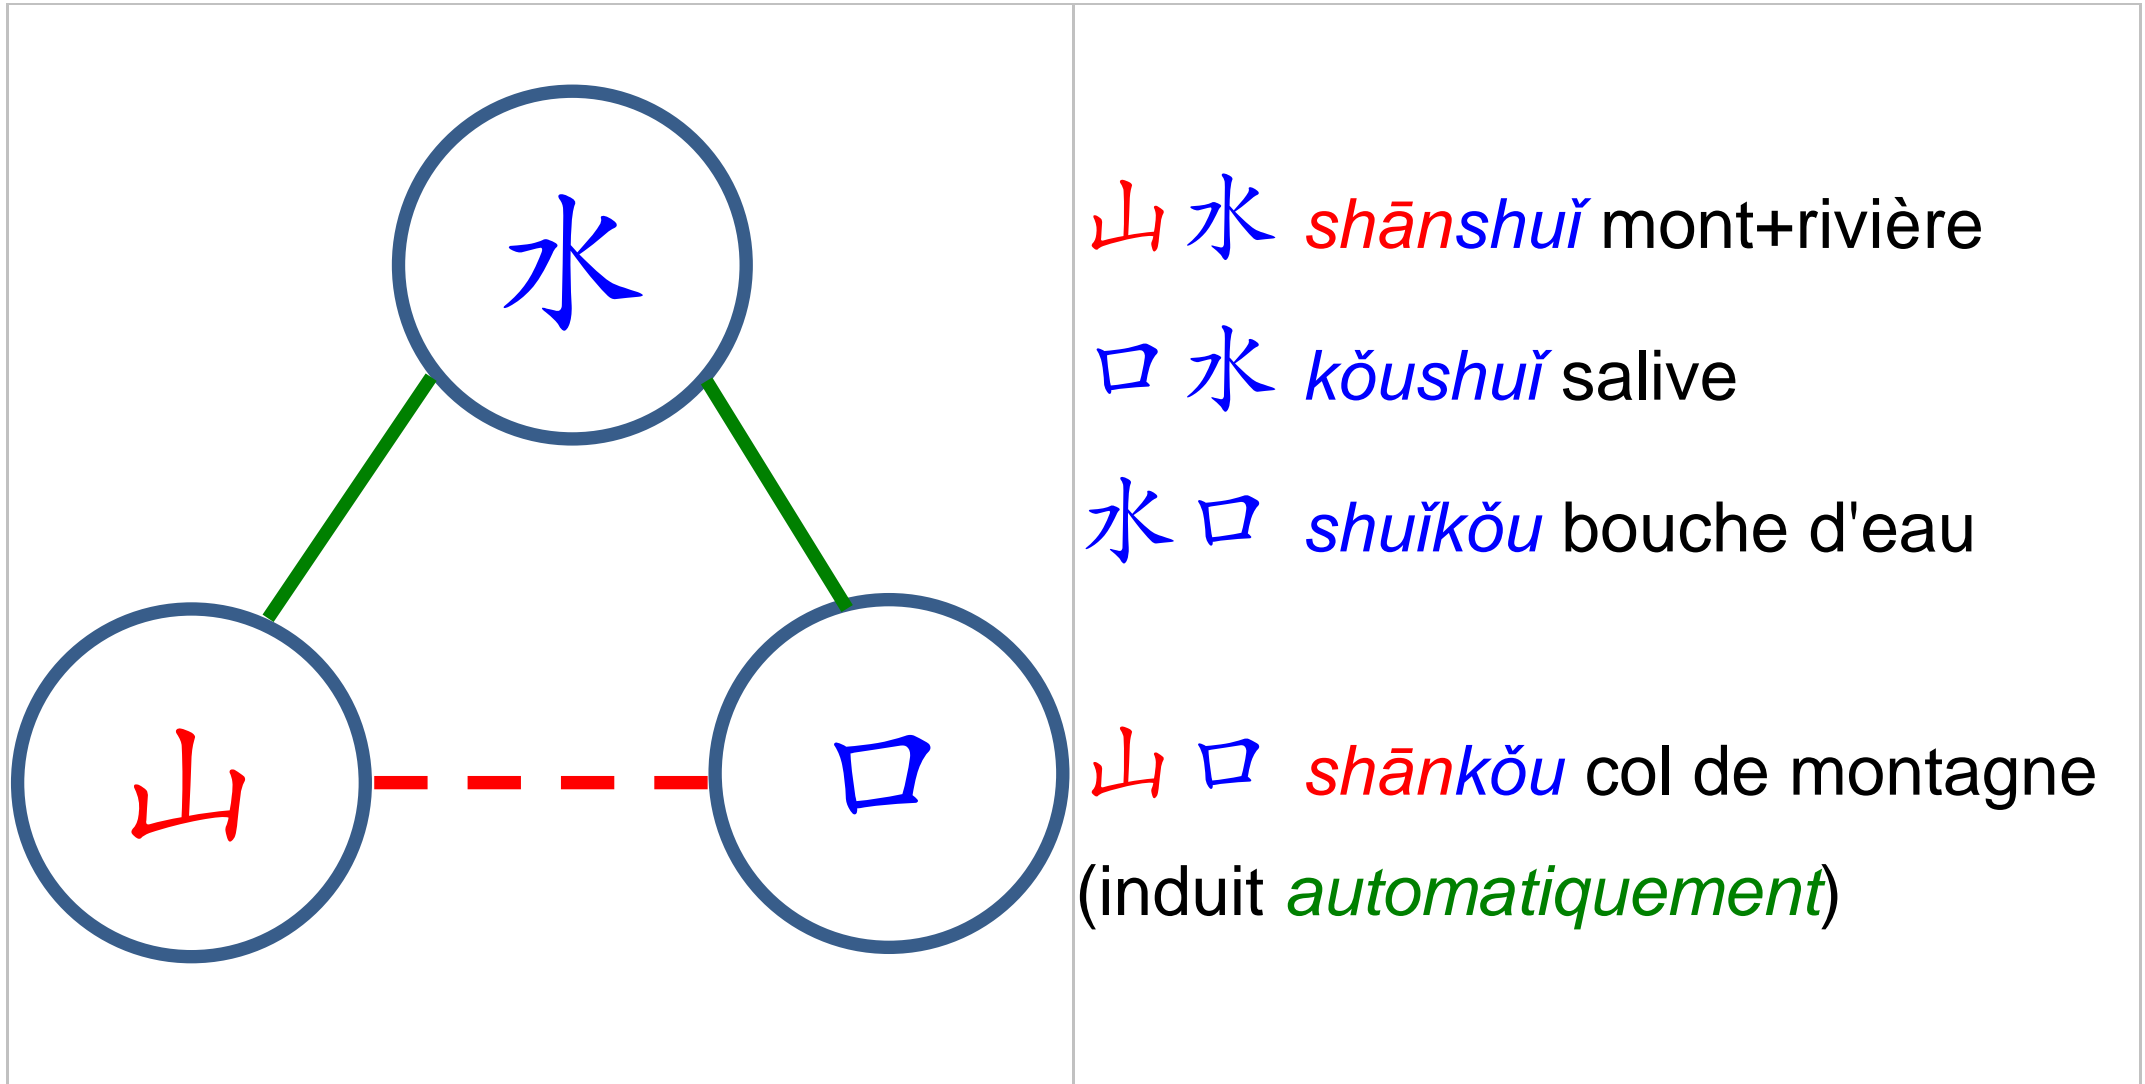 水
山
口
山水 shānshuǐ mont+rivière
口水 kǒushuǐ salive
水口 shuǐkǒu bouche d'eau
山口 shānkǒu col de montagne
(induit automatiquement)